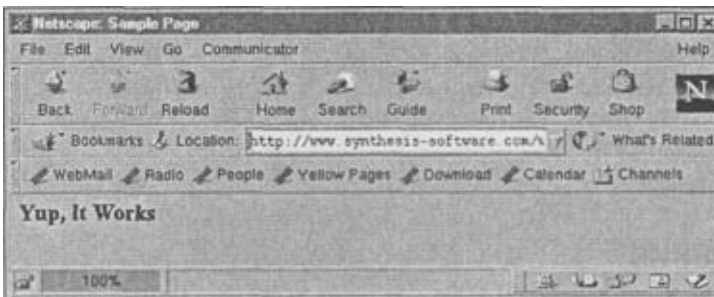 Netscape: Sample Page
File Edit View Go Communicator Help
Back Forward Reload Home Search Guide Print Security Shop N
Bookmarks Location: http://www.synthesis-software.com/ What's Related
WebMail Radio People Yellow Pages Download Calendar Channels
Yup, It Works
100%